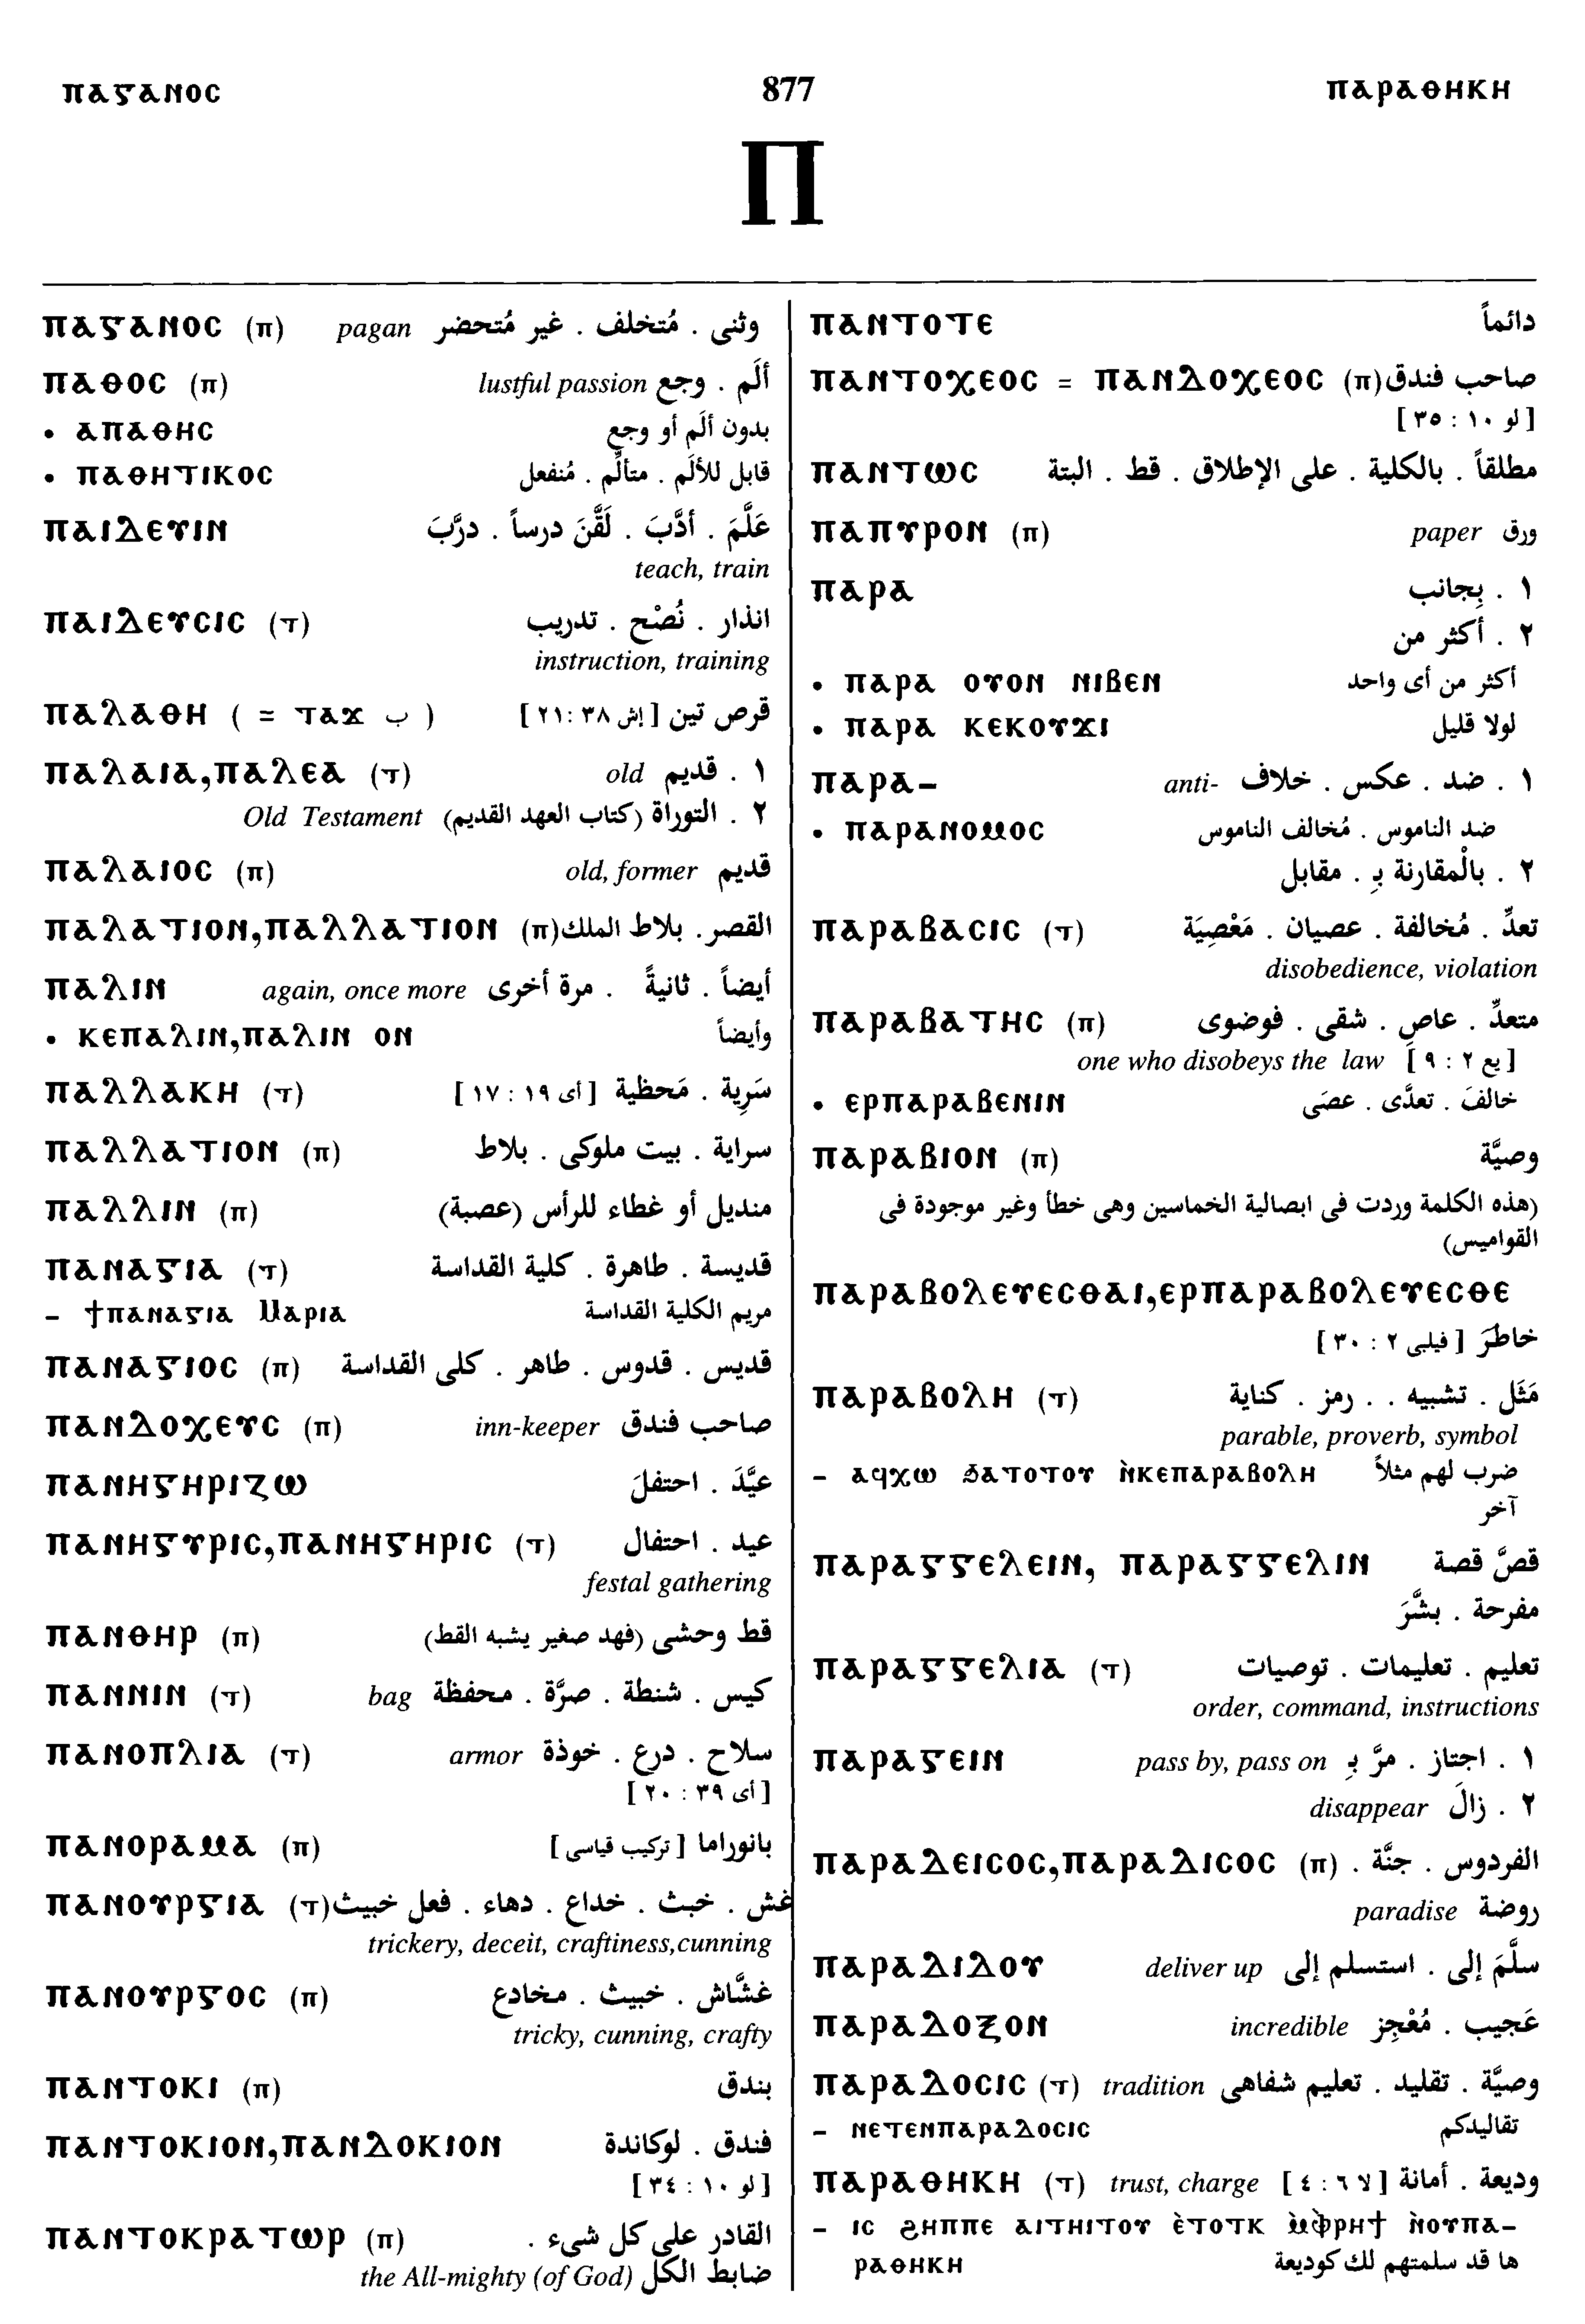 ⲡⲁⲅⲁⲛⲟⲥ 877 ⲡⲁⲣⲁⲑⲏⲕⲏ
Ⲡ
ⲡⲁⲅⲁⲛⲟⲥ (ⲡ) pagan وثنى . مُتخلف . غير مُتحضر
ⲡⲁⲑⲟⲥ (ⲡ) lustful passion ألَم . وجع
• ⲁⲡⲁⲑⲏⲥ بدون ألَم أو وجع
• ⲡⲁⲑⲏⲧⲓⲕⲟⲥ قابل للألَم . متألِّم . مُنفعل
ⲡⲁⲓⲇⲉⲩⲓⲛ عَلَّمَ . أدَّبَ . لَقَّنَ درساً . درَّبَ
teach, train
ⲡⲁⲓⲇⲉⲩⲥⲓⲥ (ⲧ) انذار . نُصْح . تدريب
instruction, training
ⲡⲁⲗⲁⲑⲏ ( = ⲧⲁϫ ب ) قرص تين [إش ٣٨ :٢١]
ⲡⲁⲗⲁⲓⲁ,ⲡⲁⲗⲉⲁ (ⲧ) ١ . قديم old
٢ . التوراة (كتاب العهد القديم) Old Testament
ⲡⲁⲗⲁⲓⲟⲥ (ⲡ) old, former قديم
ⲡⲁⲗⲁⲧⲓⲟⲛ,ⲡⲁⲗⲗⲁⲧⲓⲟⲛ (ⲡ) القصر. بلاط الملك
ⲡⲁⲗⲓⲛ again, once more أيضاً . ثانيةً . مرة أخرى
• ⲕⲉⲡⲁⲗⲓⲛ,ⲡⲁⲗⲓⲛ ⲟⲛ وأيضاً
ⲡⲁⲗⲗⲁⲕⲏ (ⲧ) سَرِية . مَحظية [أى ١٩ : ١٧]
ⲡⲁⲗⲗⲁⲧⲓⲟⲛ (ⲡ) سراية . بيت ملوكى . بلاط
ⲡⲁⲗⲗⲓⲛ (ⲡ) منديل أو غطاء للرأس (عصبة)
ⲡⲁⲛⲁⲅⲓⲁ (ⲧ) قديسة . طاهرة . كلية القداسة
– ϯⲡⲁⲛⲁⲅⲓⲁ Ⲙⲁⲣⲓⲁ مريم الكلية القداسة
ⲡⲁⲛⲁⲅⲓⲟⲥ (ⲡ) قديس . قدوس . طاهر . كلى القداسة
ⲡⲁⲛⲇⲟⲭⲉⲩⲥ (ⲡ) inn-keeper صاحب فندق
ⲡⲁⲛⲏⲅⲏⲣⲓⲍⲱ عيَّدَ . احتفلَ
ⲡⲁⲛⲏⲅⲩⲣⲓⲥ,ⲡⲁⲛⲏⲅⲏⲣⲓⲥ (ⲧ) عيد . احتفال
festal gathering
ⲡⲁⲛⲑⲏⲣ (ⲡ) قط وحشى (فهد صغير يشبه القط)
ⲡⲁⲛⲛⲓⲛ (ⲧ) bag كيس . شنطة . صرَّة . محفظة
ⲡⲁⲛⲟⲡⲗⲓⲁ (ⲧ) armor سلاح . درع . خوذة
[أى ٣٩ : ٢٠]
ⲡⲁⲛⲟⲣⲁⲙⲁ (ⲡ) بانوراما [تركيب قياسى]
ⲡⲁⲛⲟⲩⲣⲅⲓⲁ (ⲧ) غش . خبث . خداع . دهاء . فعل خبيث
trickery, deceit, craftiness,cunning
ⲡⲁⲛⲟⲩⲣⲅⲟⲥ (ⲡ) غشَّاش . خبيث . مخادع
tricky, cunning, crafty
ⲡⲁⲛⲧⲟⲕⲓ (ⲡ) بندق
ⲡⲁⲛⲧⲟⲕⲓⲟⲛ,ⲡⲁⲛⲇⲟⲕⲓⲟⲛ فندق . لوكاندة
[لو ١٠ : ٣٤]
ⲡⲁⲛⲧⲟⲕⲣⲁⲧⲱⲣ (ⲡ) القادر على كل شىء .
the All-mighty (of God) ضابط الكل
ⲡⲁⲛⲧⲟⲧⲉ دائماً
ⲡⲁⲛⲧⲟⲭⲉⲟⲥ = ⲡⲁⲛⲇⲟⲭⲉⲟⲥ (ⲡ) صاحب فندق
[لو ١٠ : ٣٥]
ⲡⲁⲛⲧⲱⲥ مطلقاً . بالكلية . على الإطلاق . قط . البتة
ⲡⲁⲡⲩⲣⲟⲛ (ⲡ) paper ورق
ⲡⲁⲣⲁ ١ . بِجانب
٢ . أكثر من
• ⲡⲁⲣⲁ ⲟⲩⲟⲛ ⲛⲓⲃⲉⲛ أكثر من أى واحد
• ⲡⲁⲣⲁ ⲕⲉⲕⲟⲩϫⲓ لولا قليل
ⲡⲁⲣⲁ– ١ . ضد . عكس . خلاف anti-
• ⲡⲁⲣⲁⲛⲟⲙⲟⲥ ضد الناموس . مُخالف الناموس
٢ . بالْمقارنة بِـ . مقابل
ⲡⲁⲣⲁⲃⲁⲥⲓⲥ (ⲧ) تعدٍّ . مُخالفة . عصيان . مَعْصِيَة
disobedience, violation
ⲡⲁⲣⲁⲃⲁⲧⲏⲥ (ⲡ) متعدٍّ . عاصٍ . شقى . فوضوى
one who disobeys the law [يع ٢ : ٩]
• ⲉⲣⲡⲁⲣⲁⲃⲉⲛⲓⲛ خالفَ . تعدَّى . عصَى
ⲡⲁⲣⲁⲃⲓⲟⲛ (ⲡ) وصيَّة
(هذه الكلمة وردت فى ابصالية الخماسين وهى خطأ وغير موجودة فى
القواميس)
ⲡⲁⲣⲁⲃⲟⲗⲉⲩⲉⲥⲑⲁⲓ,ⲉⲣⲡⲁⲣⲁⲃⲟⲗⲉⲩⲉⲥⲑⲉ
خاطرَ [فيلبى ٢ : ٣٠]
ⲡⲁⲣⲁⲃⲟⲗⲏ (ⲧ) مَثَل . تشبيه . . رمز . كناية
parable, proverb, symbol
– ⲁϥⲭⲱ ϧⲁⲧⲟⲧⲟⲩ ⲛ̀ⲕⲉⲡⲁⲣⲁⲃⲟⲗⲏ ضرب لهم مثلاً
آخر
ⲡⲁⲣⲁⲅⲅⲉⲗⲉⲓⲛ, ⲡⲁⲣⲁⲅⲅⲉⲗⲓⲛ قصَّ قصة
مفرحة . بشَّرَ
ⲡⲁⲣⲁⲅⲅⲉⲗⲓⲁ (ⲧ) تعليم . تعليمات . توصيات
order, command, instructions
ⲡⲁⲣⲁⲅⲉⲓⲛ ١ . اجتاز . مرَّ بِـ pass by, pass on
٢ . زالَ disappear
ⲡⲁⲣⲁⲇⲉⲓⲥⲟⲥ,ⲡⲁⲣⲁⲇⲓⲥⲟⲥ (ⲡ) الفردوس . جنَّة .
روضة paradise
ⲡⲁⲣⲁⲇⲓⲇⲟⲩ deliver up سلَّمَ إلى . استسلم إلى
ⲡⲁⲣⲁⲇⲟⲝⲟⲛ incredible عَجيب . مُعْجِز
ⲡⲁⲣⲁⲇⲟⲥⲓⲥ (ⲧ) tradition وصيَّة . تقليد . تعليم شفاهى
– ⲛⲉⲧⲉⲛⲡⲁⲣⲁⲇⲟⲥⲓⲥ تقاليدكم
ⲡⲁⲣⲁⲑⲏⲕⲏ (ⲧ) trust, charge وديعة . أمانة [لا ٦ : ٤]
– ⲓⲥ ϩⲏⲡⲡⲉ ⲁⲓⲧⲏⲓⲧⲟⲩ ⲉ̀ⲧⲟⲧⲕ ⲙ̀ⲫⲣⲏϯ ⲛ̀ⲟⲩⲡⲁ–
ⲣⲁⲑⲏⲕⲏ ها قد سلمتهم لك كوديعة